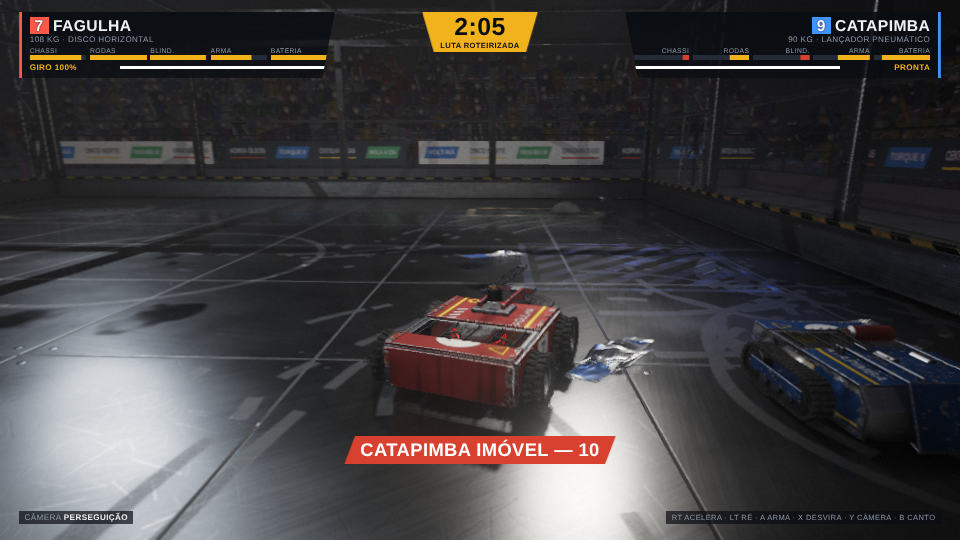 7 FAGULHA
108 KG · DISCO HORIZONTAL
CHASSI RODAS BLIND. ARMA BATERIA
GIRO 100%
2:05
LUTA ROTEIRIZADA
9 CATAPIMBA
90 KG · LANÇADOR PNEUMÁTICO
CHASSI RODAS BLIND. ARMA BATERIA
PRONTA
TORQUE 8
CATAPIMBA IMÓVEL — 10
CÂMERA PERSEGUIÇÃO
RT ACELERA · LT RÉ · A ARMA · X DESVIRA · Y CÂMERA · B CANTO